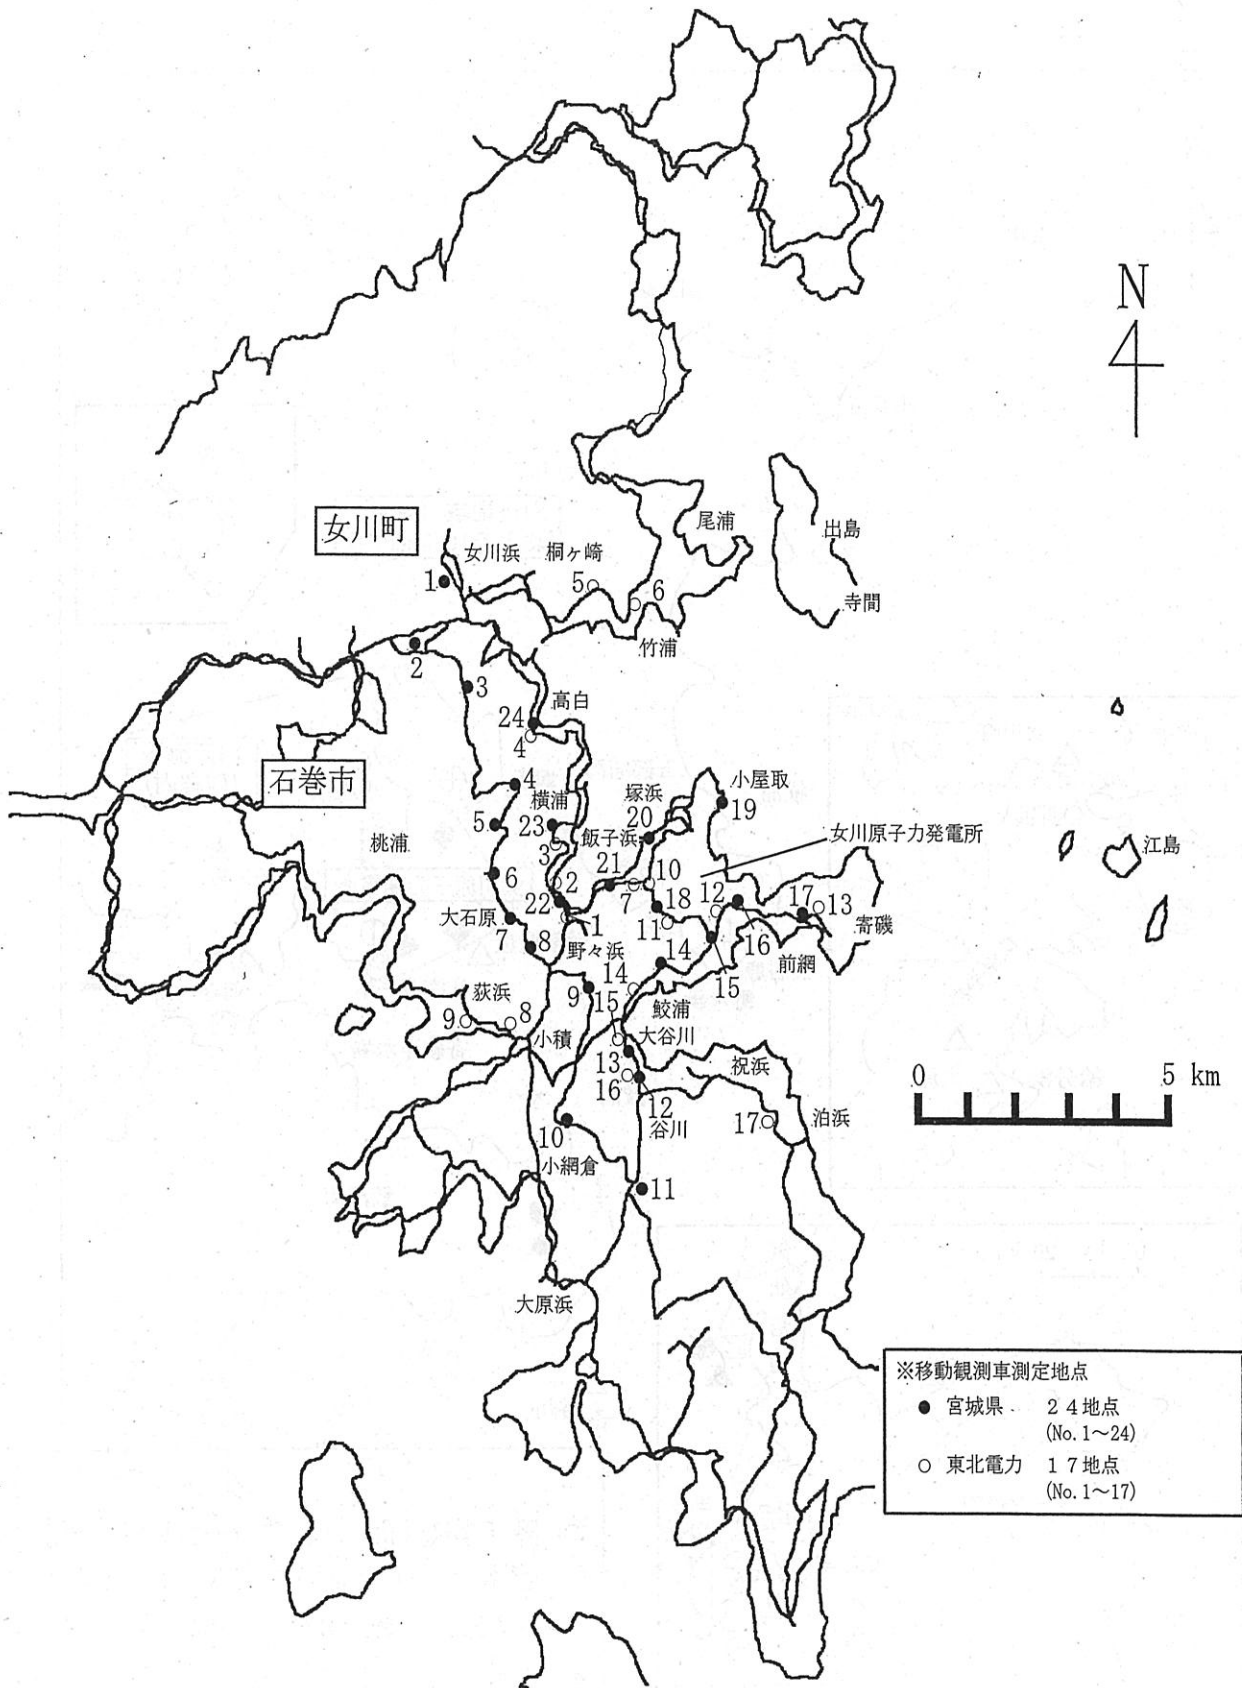 N
女川町
女川浜
桐ヶ崎
尾浦
出島
寺間
竹浦
1
5
6
2
3
24
高白
4
石巻市
4
横浦
塚浜
小屋取
19
5
23
飯子浜
20
女川原子力発電所
桃浦
3
江島
6
2
21
7
10
18
12
17
13
22
1
11
16
寄磯
大石原
7
8
野々浜
14
15
前網
荻浜
9
14
鮫浦
9
8
15
小積
大谷川
13
祝浜
16
12
0
5 km
10
谷川
17
泊浜
小網倉
11
大原浜
※移動観測車測定地点
● 宮城県 24地点
(No.1～24)
○ 東北電力 17地点
(No.1～17)